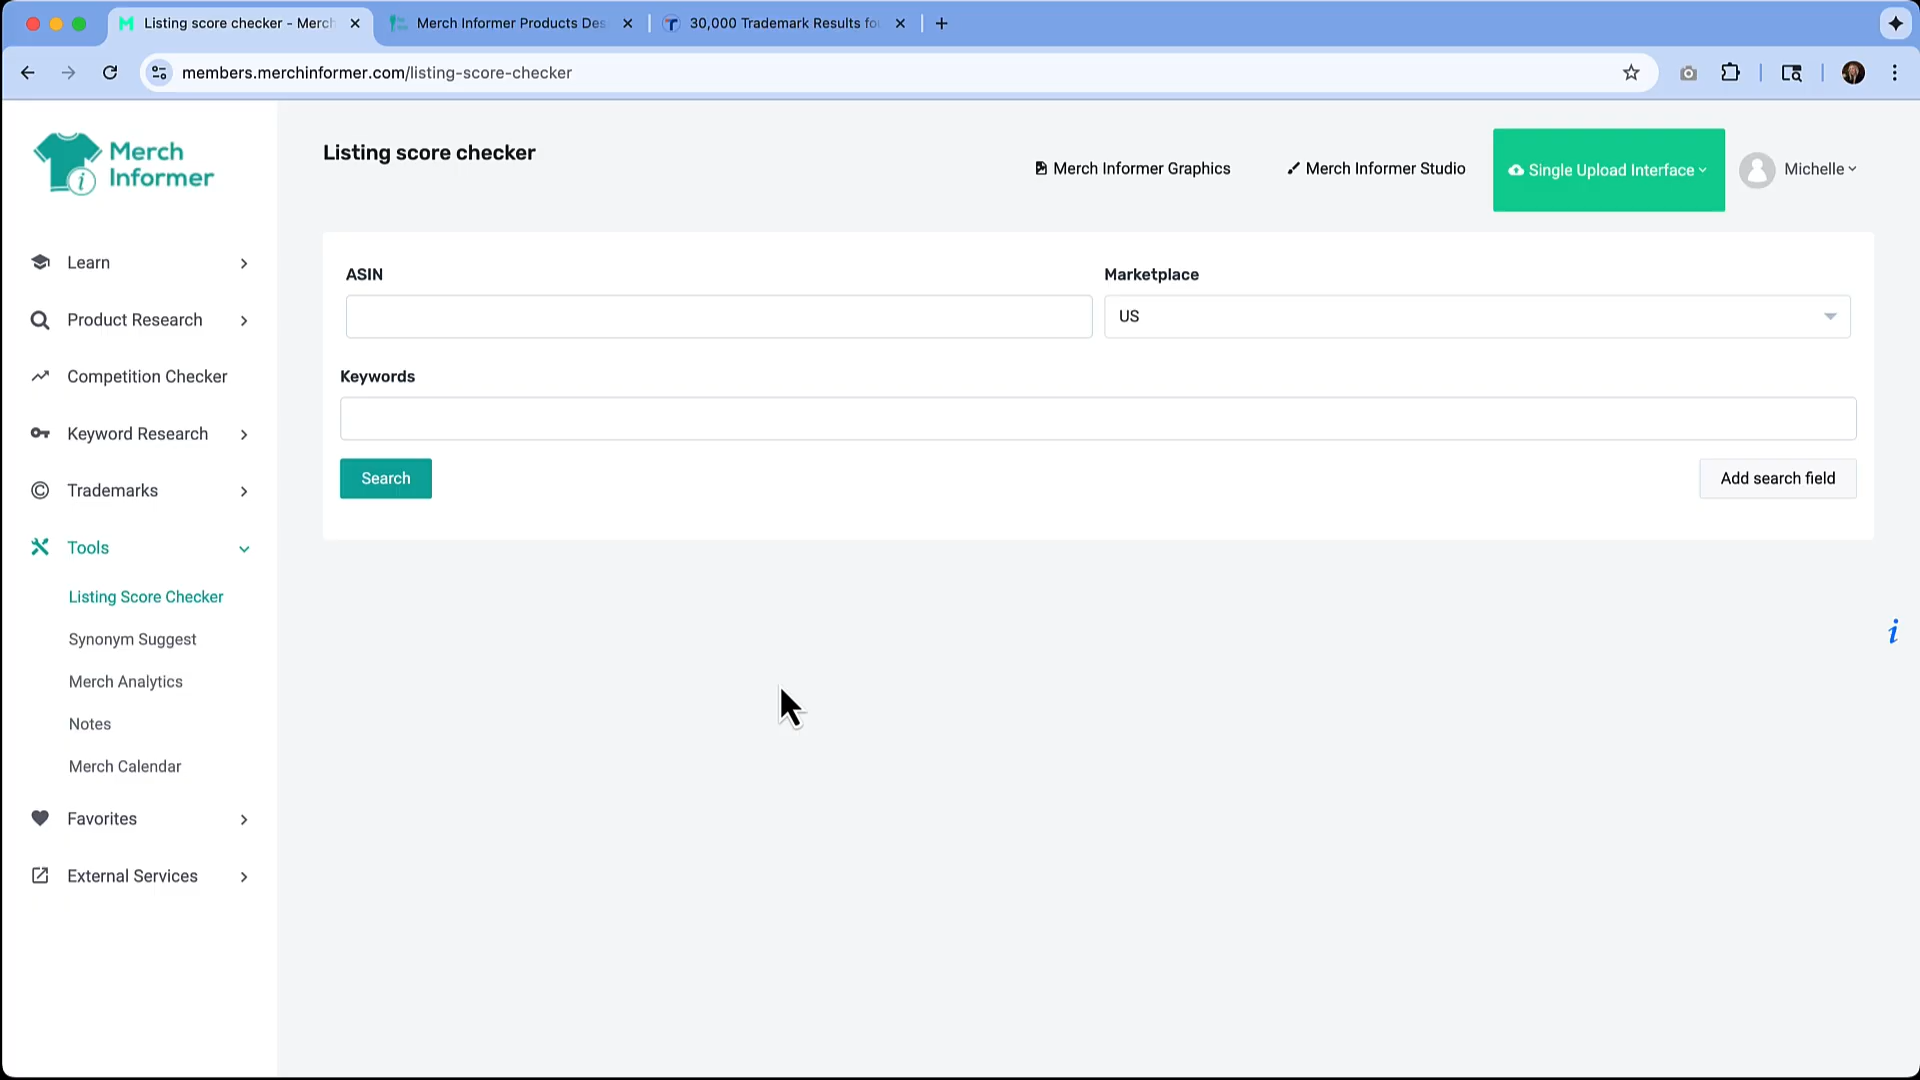 Listing score checker - Merch
Merch Informer Products Des
30,000 Trademark Results fo
members.merchinformer.com/listing-score-checker
Merch
Informer
Listing score checker
Merch Informer Graphics
Merch Informer Studio
Single Upload Interface
Michelle
Learn
Product Research
Competition Checker
Keyword Research
Trademarks
Tools
Listing Score Checker
Synonym Suggest
Merch Analytics
Notes
Merch Calendar
Favorites
External Services
ASIN
Marketplace
US
Keywords
Search
Add search field
i